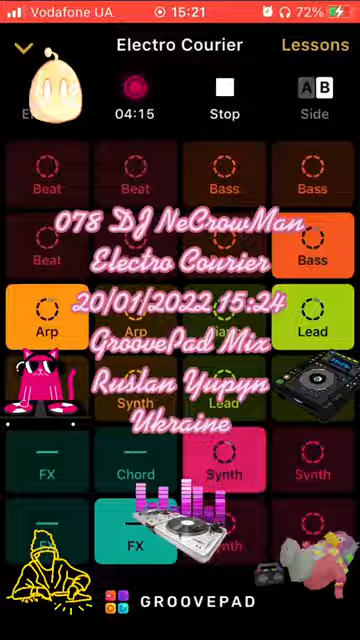 Vodafone UA 15:21 72%
Electro Courier Lessons
04:15 Stop Side
A B
Beat Beat Bass Bass
078 DJ NeCrowMan
Beat Bass
Electro Courier
20/01/2022 15:24
Arp Arp Lead
GroovePad Mix
Ruslan Yupyn
Synth Lead
Ukraine
FX Chord Synth Synth
FX
GROOVEPAD